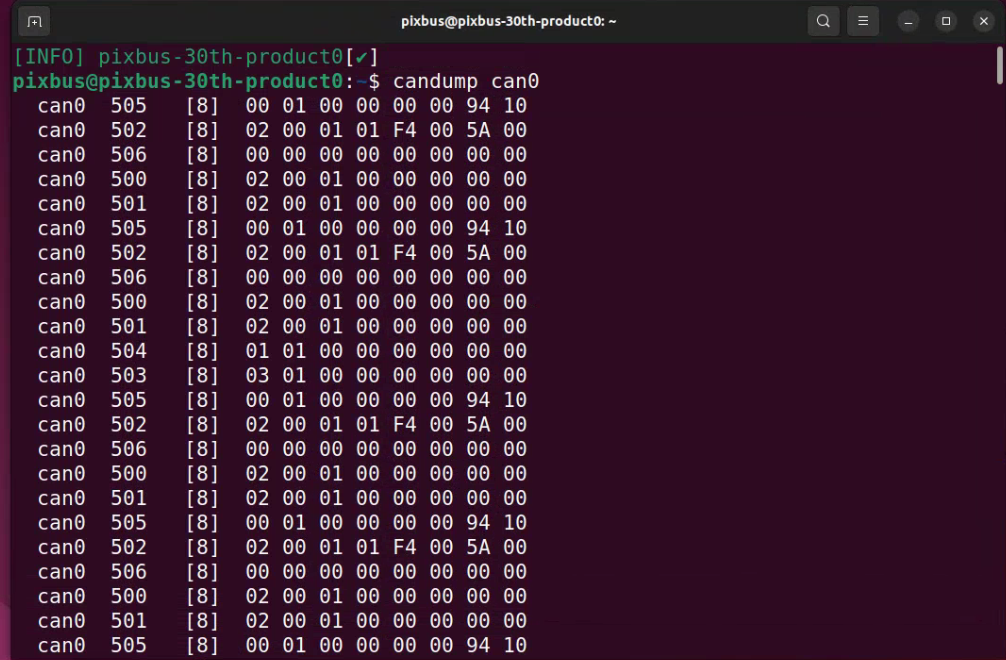 pixbus@pixbus-30th-product0: ~
[INFO] pixbus-30th-product0[✔]
pixbus@pixbus-30th-product0:~$ candump can0
can0 505 [8] 00 01 00 00 00 00 94 10
can0 502 [8] 02 00 01 01 F4 00 5A 00
can0 506 [8] 00 00 00 00 00 00 00 00
can0 500 [8] 02 00 01 00 00 00 00 00
can0 501 [8] 02 00 01 00 00 00 00 00
can0 505 [8] 00 01 00 00 00 00 94 10
can0 502 [8] 02 00 01 01 F4 00 5A 00
can0 506 [8] 00 00 00 00 00 00 00 00
can0 500 [8] 02 00 01 00 00 00 00 00
can0 501 [8] 02 00 01 00 00 00 00 00
can0 504 [8] 01 01 00 00 00 00 00 00
can0 503 [8] 03 01 00 00 00 00 00 00
can0 505 [8] 00 01 00 00 00 00 94 10
can0 502 [8] 02 00 01 01 F4 00 5A 00
can0 506 [8] 00 00 00 00 00 00 00 00
can0 500 [8] 02 00 01 00 00 00 00 00
can0 501 [8] 02 00 01 00 00 00 00 00
can0 505 [8] 00 01 00 00 00 00 94 10
can0 502 [8] 02 00 01 01 F4 00 5A 00
can0 506 [8] 00 00 00 00 00 00 00 00
can0 500 [8] 02 00 01 00 00 00 00 00
can0 501 [8] 02 00 01 00 00 00 00 00
can0 505 [8] 00 01 00 00 00 00 94 10